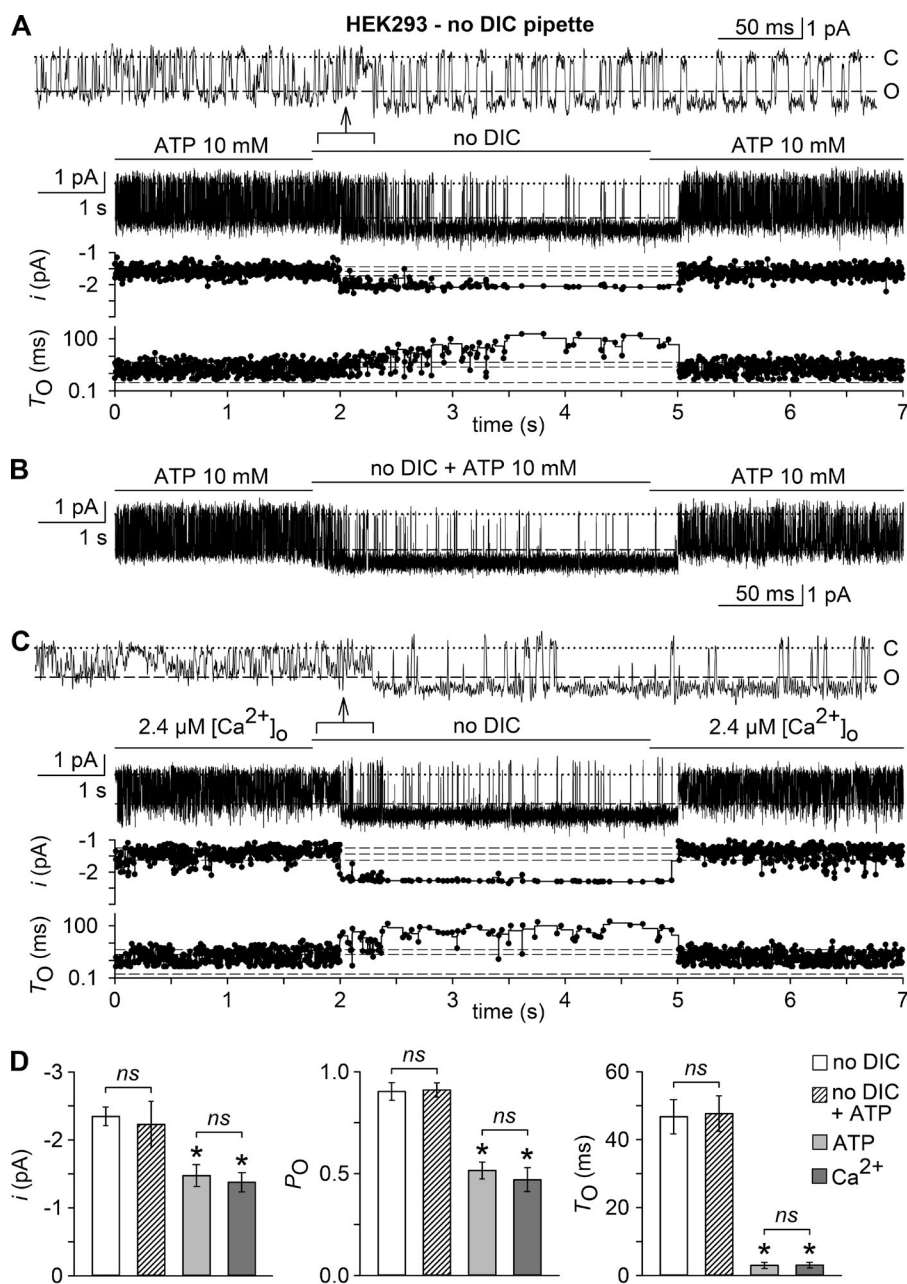 A
HEK293 - no DIC pipette
50 ms 1 pA
C
O
ATP 10 mM no DIC ATP 10 mM
1 pA
1 s
-1
i (pA)
-2
100
T_O (ms)
0.1
0 1 2 3 4 5 6 7
time (s)
B
ATP 10 mM no DIC + ATP 10 mM ATP 10 mM
1 pA
1 s
50 ms 1 pA
C
C
O
2.4 µM [Ca²⁺]o no DIC 2.4 µM [Ca²⁺]o
1 pA
1 s
-1
i (pA)
-2
100
T_O (ms)
0.1
0 1 2 3 4 5 6 7
time (s)
D
-3
-2
-1
0
i (pA)
ns
ns
* *
1.0
0.5
0
P_O
ns
ns
* *
60
40
20
0
T_O (ms)
ns
ns
* *
no DIC
no DIC
+ ATP
ATP
Ca²⁺